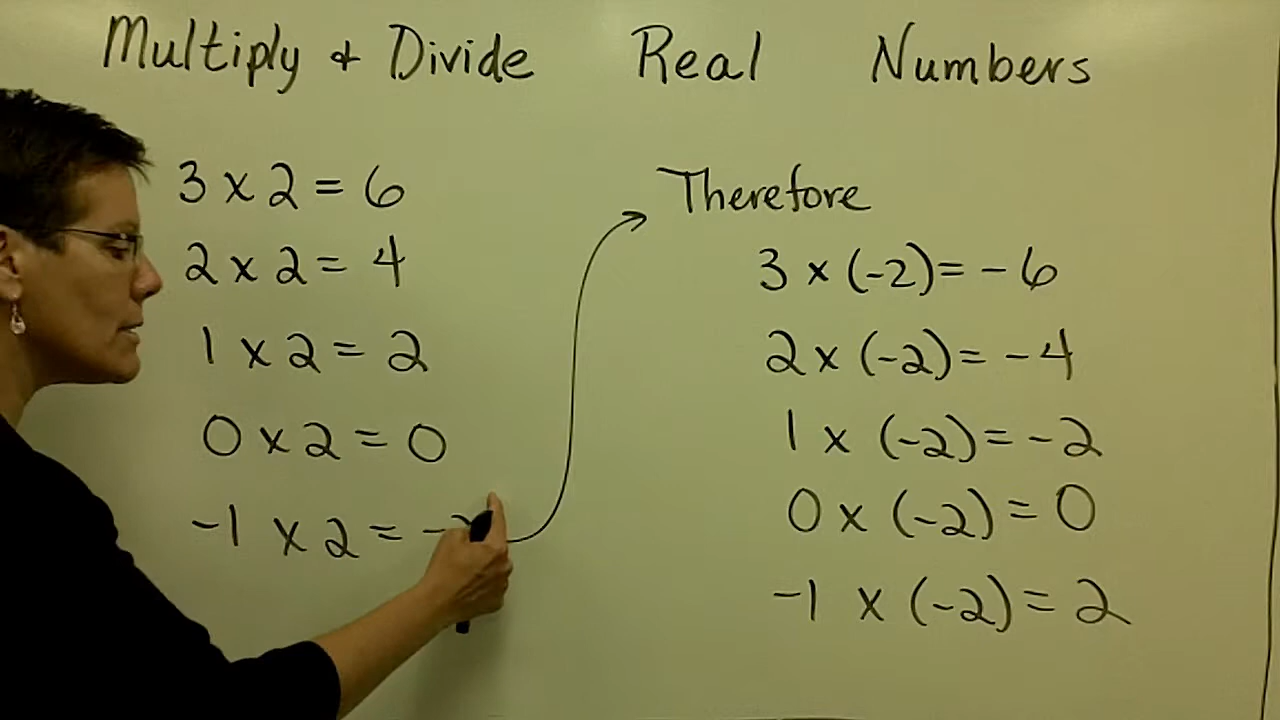 Multiply & Divide Real Numbers
3 x 2 = 6
2 x 2 = 4
1 x 2 = 2
0 x 2 = 0
-1 x 2 = -
Therefore
3 x (-2) = -6
2 x (-2) = -4
1 x (-2) = -2
0 x (-2) = 0
-1 x (-2) = 2